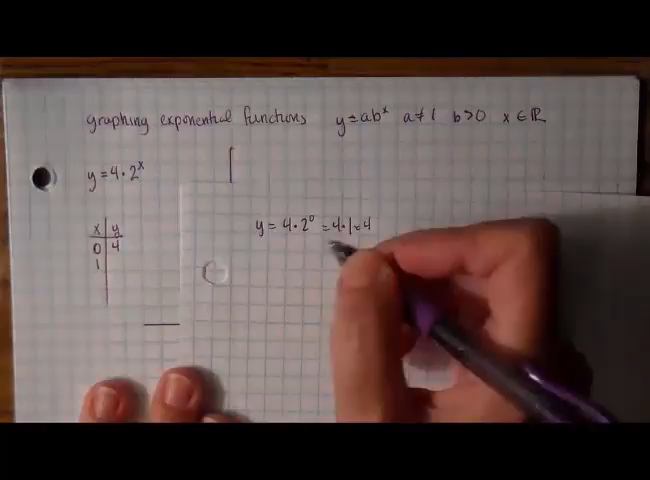 graphing exponential functions y=ab^x a≠1 b>0 x∈ℝ
y=4·2^x
y=4·2^0=4·1=4
x y
0 4
1